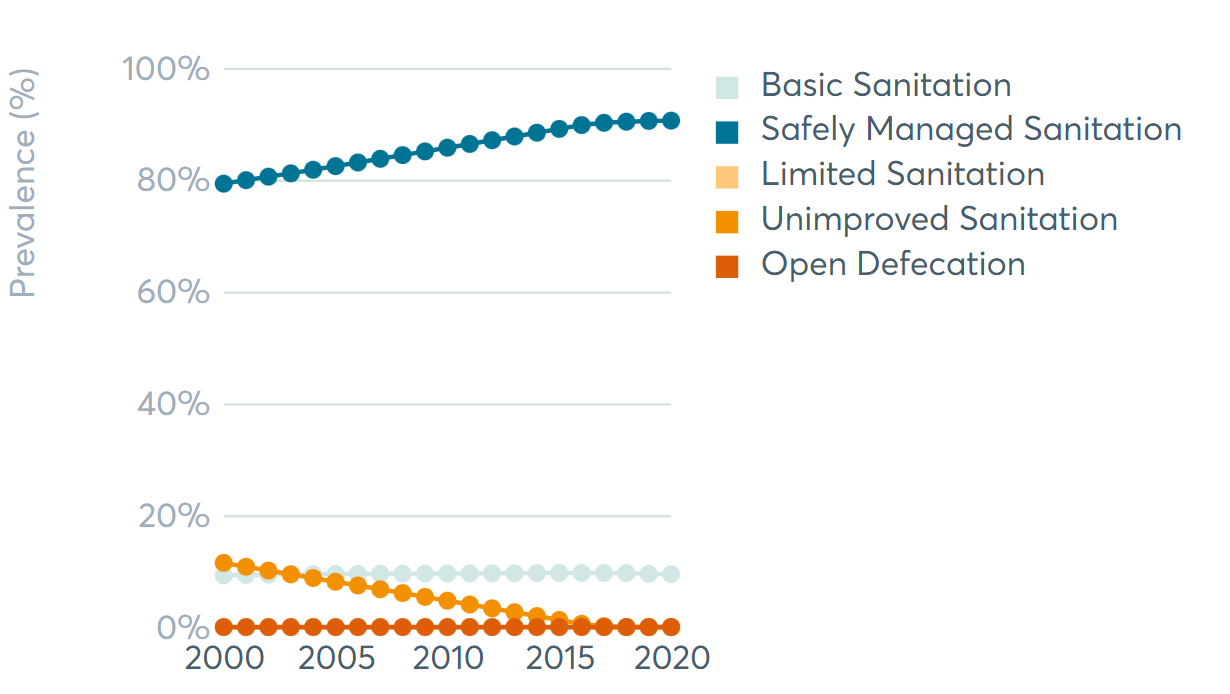 Prevalence (%)
100%
80%
60%
40%
20%
0%
2000 2005 2010 2015 2020
Basic Sanitation
Safely Managed Sanitation
Limited Sanitation
Unimproved Sanitation
Open Defecation